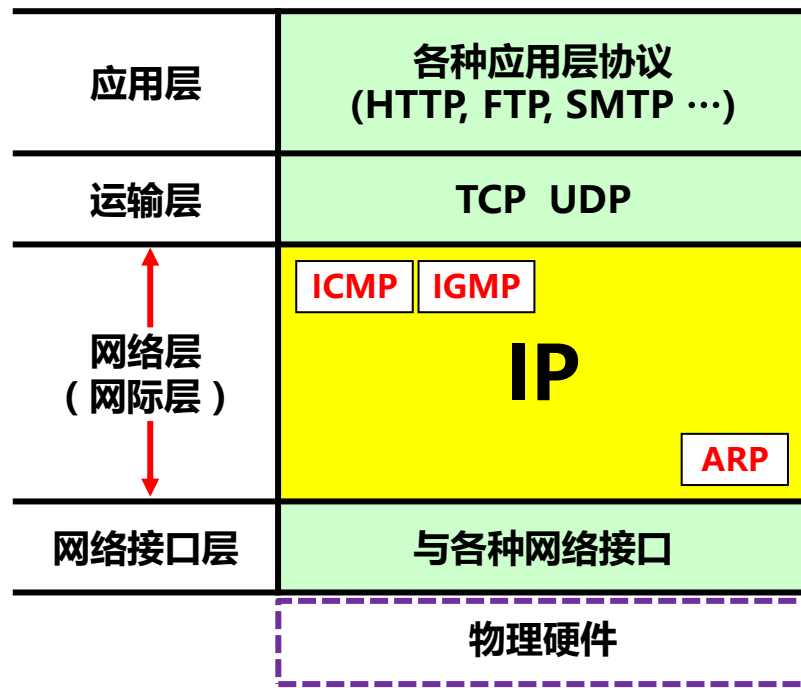 应用层
各种应用层协议
(HTTP, FTP, SMTP …)
运输层
TCP UDP
网络层
（网际层）
ICMP
IGMP
IP
ARP
网络接口层
与各种网络接口
物理硬件